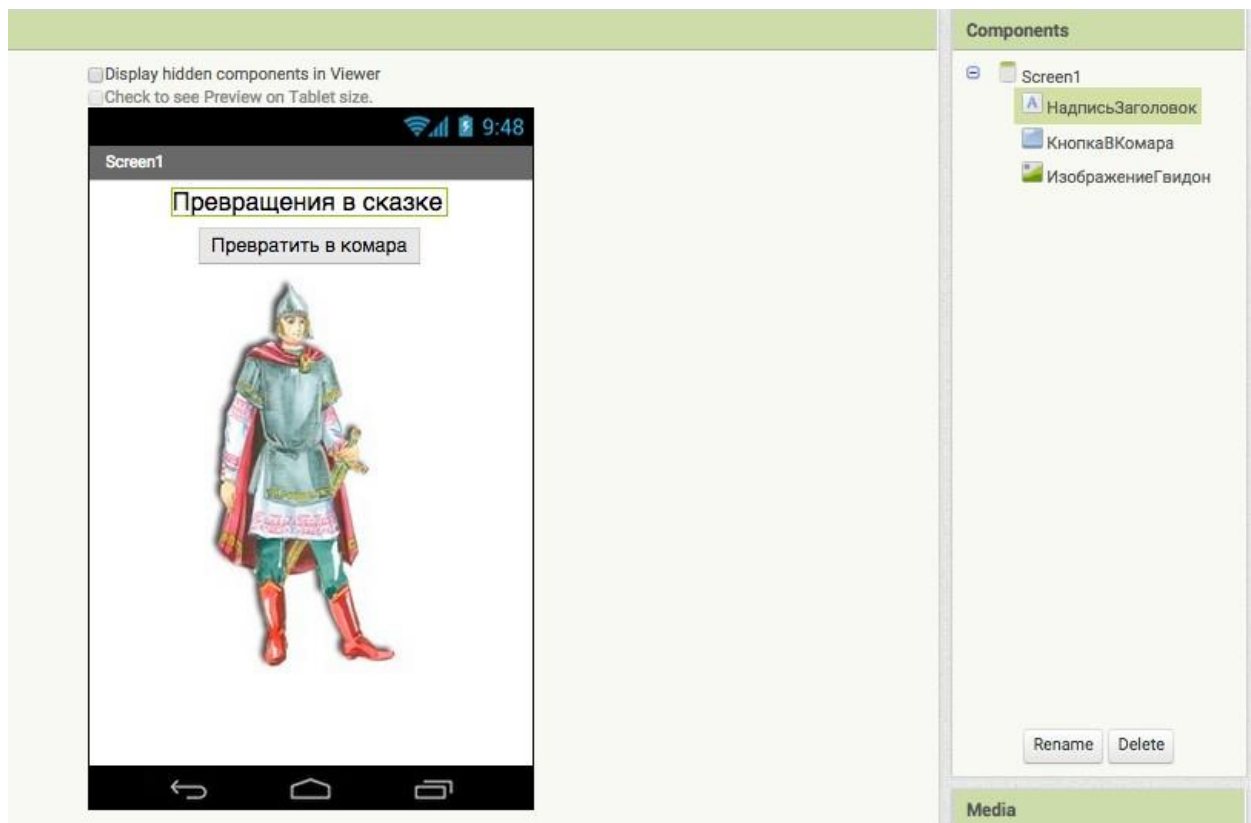 Components
Display hidden components in Viewer
Check to see Preview on Tablet size.
9:48
Screen1
Превращения в сказке
Превратить в комара
Screen1
НадписьЗаголовок
КнопкаВКомара
ИзображениеГвидон
Rename Delete
Media